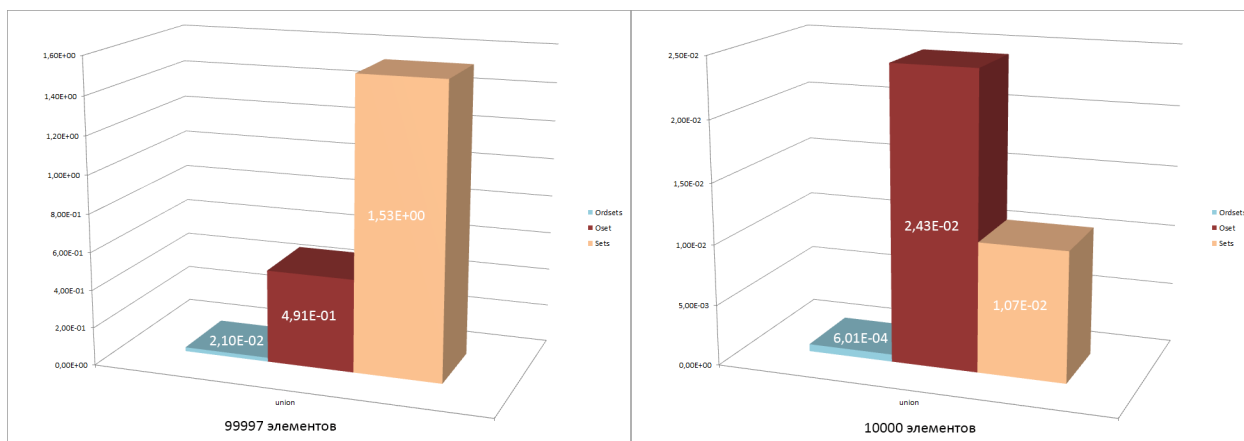 1,60E+00
1,40E+00
1,20E+00
1,00E+00
8,00E-01
6,00E-01
4,00E-01
2,00E-01
0,00E+00
2,10E-02
4,91E-01
1,53E+00
union
Ordsets
Oset
Sets
99997 элементов
2,50E-02
2,00E-02
1,50E-02
1,00E-02
5,00E-03
0,00E+00
6,01E-04
2,43E-02
1,07E-02
union
Ordsets
Oset
Sets
10000 элементов